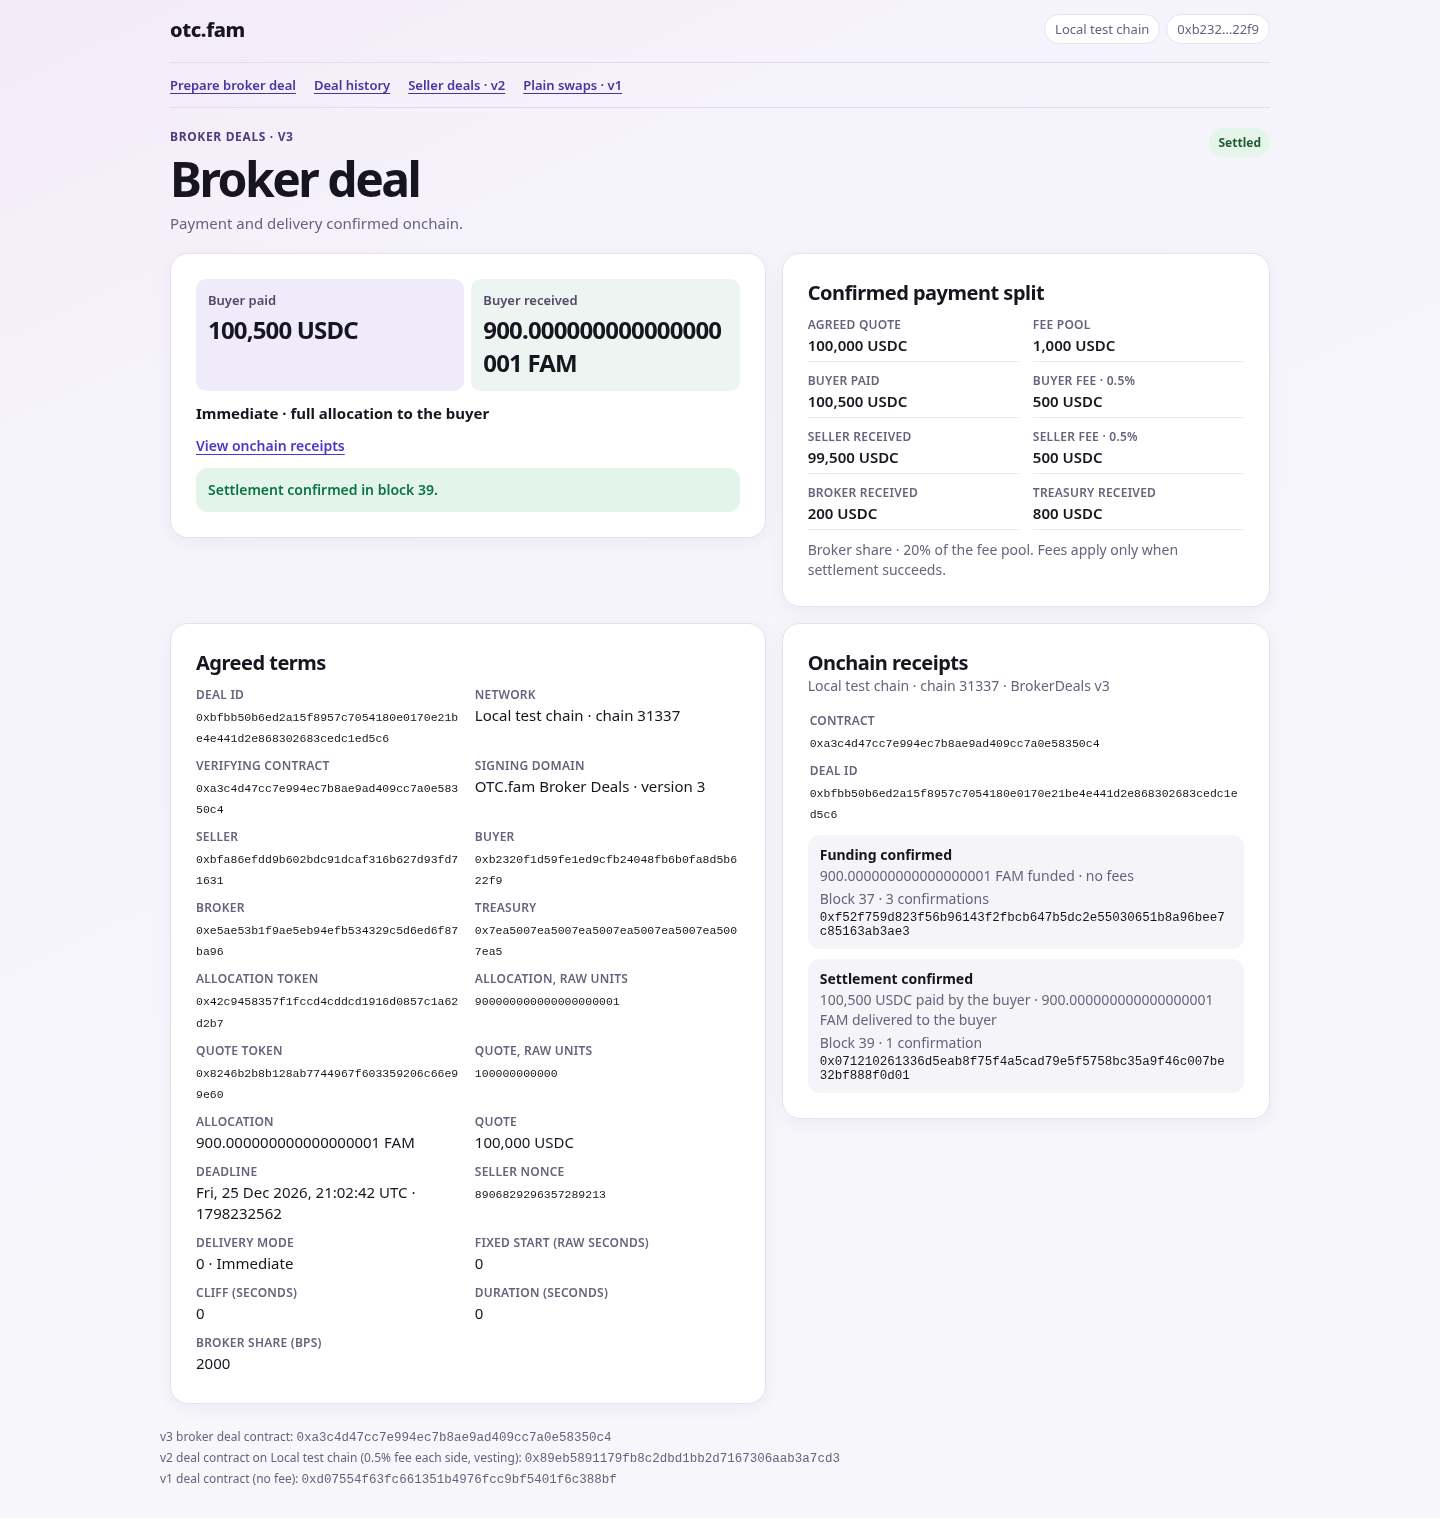 otc.fam
Local test chain
0xb232…22f9
Prepare broker deal
Deal history
Seller deals · v2
Plain swaps · v1
BROKER DEALS · V3
Settled
Broker deal
Payment and delivery confirmed onchain.
Buyer paid
100,500 USDC
Buyer received
900.000000000000000
001 FAM
Immediate · full allocation to the buyer
View onchain receipts
Settlement confirmed in block 39.
Confirmed payment split
AGREED QUOTE
100,000 USDC
FEE POOL
1,000 USDC
BUYER PAID
100,500 USDC
BUYER FEE · 0.5%
500 USDC
SELLER RECEIVED
99,500 USDC
SELLER FEE · 0.5%
500 USDC
BROKER RECEIVED
200 USDC
TREASURY RECEIVED
800 USDC
Broker share · 20% of the fee pool. Fees apply only when
settlement succeeds.
Agreed terms
DEAL ID
0xbfbb50b6ed2a15f8957c7054180e0170e21b
e4e441d2e868302683cedc1ed5c6
NETWORK
Local test chain · chain 31337
VERIFYING CONTRACT
0xa3c4d47cc7e994ec7b8ae9ad409cc7a0e583
50c4
SIGNING DOMAIN
OTC.fam Broker Deals · version 3
SELLER
0xbfa86efdd9b602bdc91dcaf316b627d93fd7
1631
BUYER
0xb2320f1d59fe1ed9cfb24048fb6b0fa8d5b6
22f9
BROKER
0xe5ae53b1f9ae5eb94efb534329c5d6ed6f87
ba96
TREASURY
0x7ea5007ea5007ea5007ea5007ea5007ea500
7ea5
ALLOCATION TOKEN
0x42c9458357f1fccd4cddcd1916d0857c1a62
d2b7
ALLOCATION, RAW UNITS
900000000000000000001
QUOTE TOKEN
0x8246b2b8b128ab7744967f603359206c66e9
9e60
QUOTE, RAW UNITS
100000000000
ALLOCATION
900.000000000000000001 FAM
QUOTE
100,000 USDC
DEADLINE
Fri, 25 Dec 2026, 21:02:42 UTC ·
1798232562
SELLER NONCE
8906829296357289213
DELIVERY MODE
0 · Immediate
FIXED START (RAW SECONDS)
0
CLIFF (SECONDS)
0
DURATION (SECONDS)
0
BROKER SHARE (BPS)
2000
Onchain receipts
Local test chain · chain 31337 · BrokerDeals v3
CONTRACT
0xa3c4d47cc7e994ec7b8ae9ad409cc7a0e58350c4
DEAL ID
0xbfbb50b6ed2a15f8957c7054180e0170e21be4e441d2e868302683cedc1e
d5c6
Funding confirmed
900.000000000000000001 FAM funded · no fees
Block 37 · 3 confirmations
0xf52f759d823f56b96143f2fbcb647b5dc2e55030651b8a96bee7
c85163ab3ae3
Settlement confirmed
100,500 USDC paid by the buyer · 900.000000000000000001
FAM delivered to the buyer
Block 39 · 1 confirmation
0x071210261336d5eab8f75f4a5cad79e5f5758bc35a9f46c007be
32bf888f0d01
v3 broker deal contract: 0xa3c4d47cc7e994ec7b8ae9ad409cc7a0e58350c4
v2 deal contract on Local test chain (0.5% fee each side, vesting): 0x89eb5891179fb8c2dbd1bb2d7167306aab3a7cd3
v1 deal contract (no fee): 0xd07554f63fc661351b4976fcc9bf5401f6c388bf